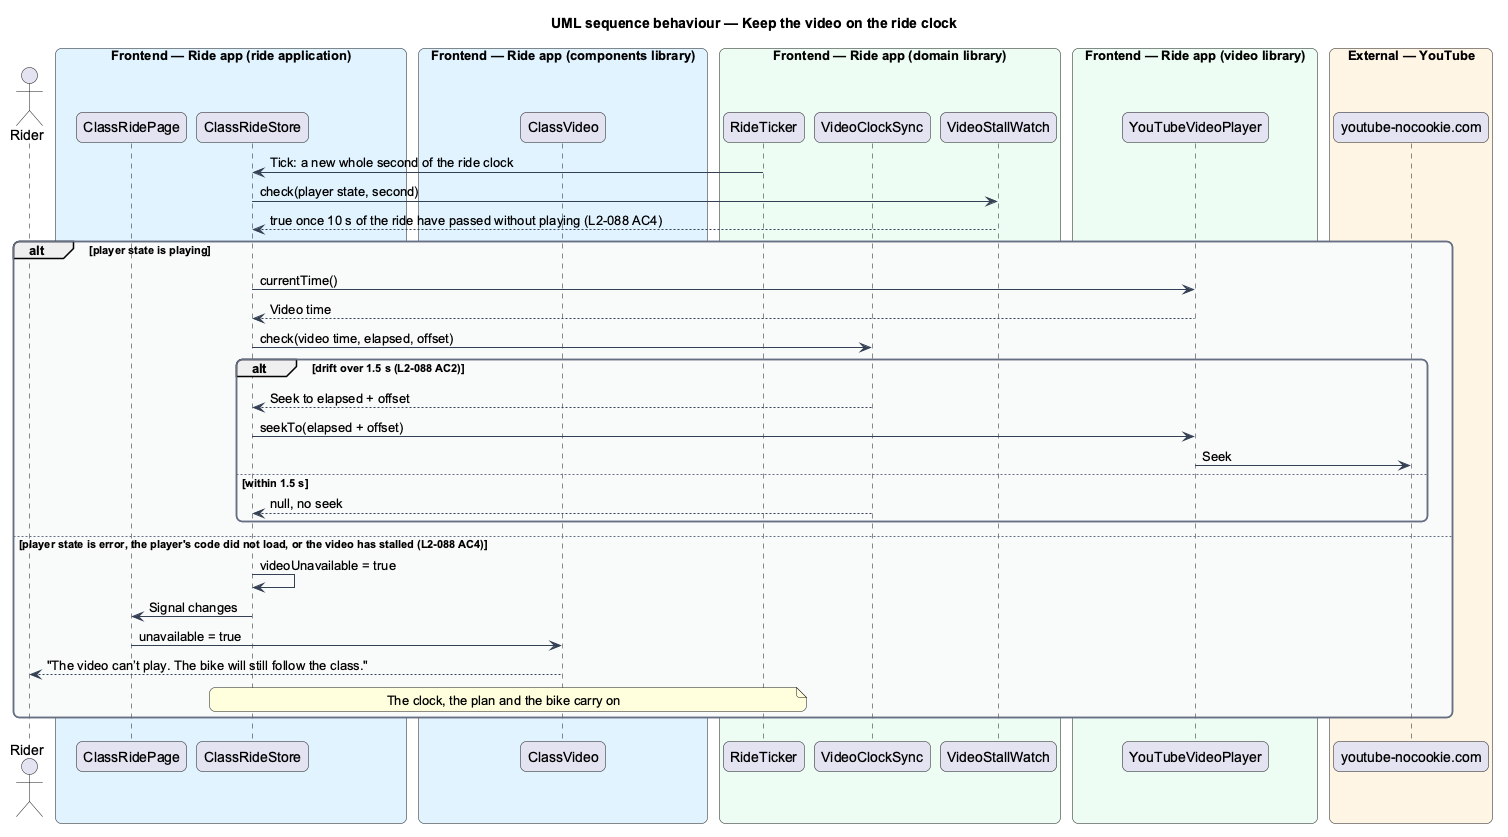 UML sequence behaviour — Keep the video on the ride clock
Frontend — Ride app (ride application)
Frontend — Ride app (components library)
Frontend — Ride app (domain library)
Frontend — Ride app (video library)
External — YouTube
Rider
ClassRidePage
ClassRideStore
ClassVideo
RideTicker
VideoClockSync
VideoStallWatch
YouTubeVideoPlayer
youtube-nocookie.com
Tick: a new whole second of the ride clock
check(player state, second)
true once 10 s of the ride have passed without playing (L2-088 AC4)
alt
[player state is playing]
currentTime()
Video time
check(video time, elapsed, offset)
alt
[drift over 1.5 s (L2-088 AC2)]
Seek to elapsed + offset
seekTo(elapsed + offset)
Seek
[within 1.5 s]
null, no seek
[player state is error, the player's code did not load, or the video has stalled (L2-088 AC4)]
videoUnavailable = true
Signal changes
unavailable = true
"The video can't play. The bike will still follow the class."
The clock, the plan and the bike carry on
Rider
ClassRidePage
ClassRideStore
ClassVideo
RideTicker
VideoClockSync
VideoStallWatch
YouTubeVideoPlayer
youtube-nocookie.com